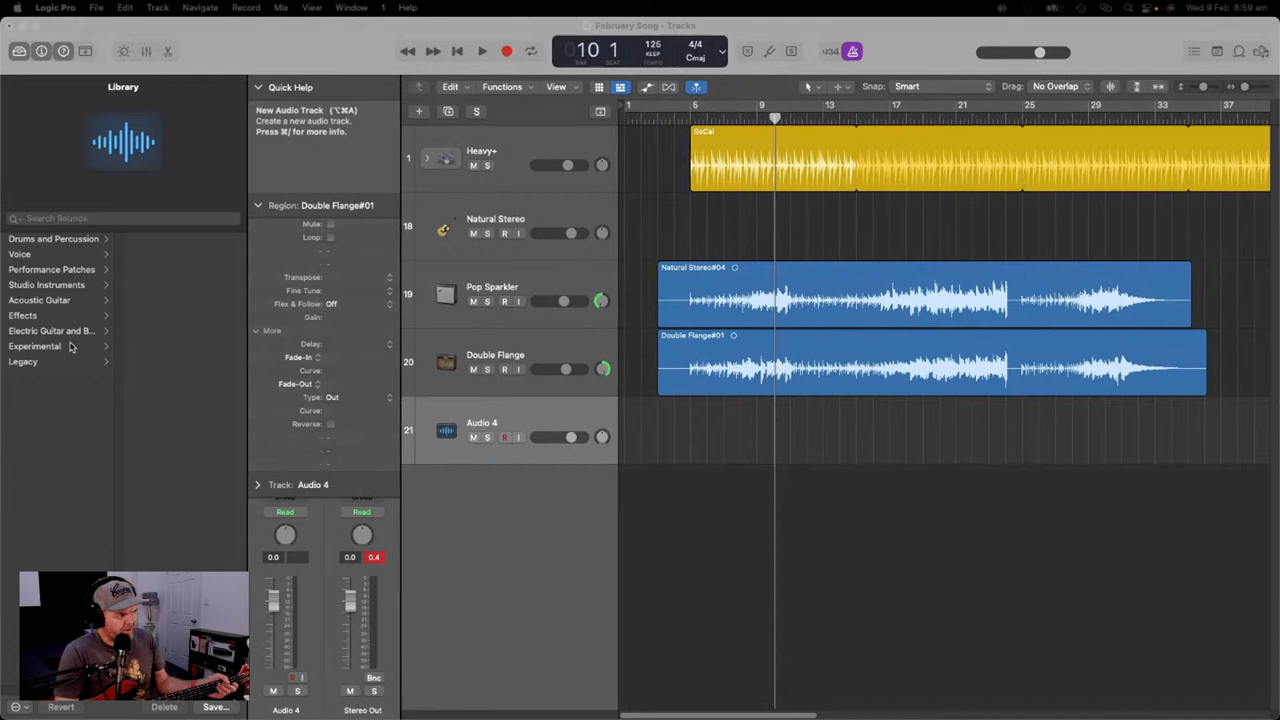 Logic Pro File Edit Track Navigate Record Mix View Window 1 Help
Wed 9 Feb 8:59 am
February Song - Tracks
10 1
BAR BEAT
125
KEEP
TEMPO
4/4
Cmaj
1234
Library
Search Sounds
Drums and Percussion
Voice
Performance Patches
Studio Instruments
Acoustic Guitar
Effects
Electric Guitar and B...
Experimental
Legacy
Revert Delete Save...
Quick Help
New Audio Track (⌥⌘A)
Create a new audio track.
Press ⌘/ for more info.
Region: Double Flange#01
Mute:
Loop:
Transpose:
Fine Tune:
Flex & Follow: Off
Gain:
More
Delay:
Fade-In
Curve:
Fade-Out
Type: Out
Curve:
Reverse:
Track: Audio 4
Read Read
0.0 0.0 0.4
R I Bnc
M S M S
Audio 4 Stereo Out
Edit Functions View
Snap: Smart
Drag: No Overlap
S
1 5 9 13 17 21 25 29 33 37
1 Heavy+
M S
18 Natural Stereo
M S R I
19 Pop Sparkler
M S R I
20 Double Flange
M S R I
21 Audio 4
M S R I
SoCal
Natural Stereo#04
Double Flange#01